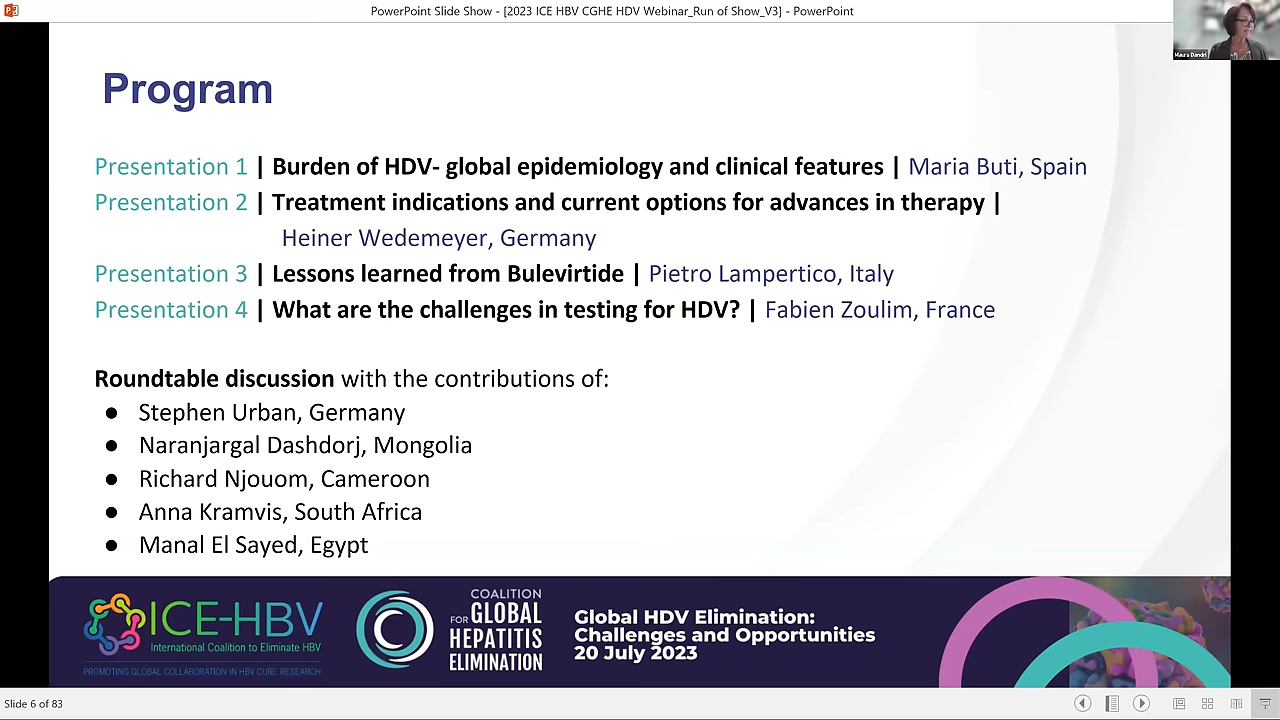 PowerPoint Slide Show - [2023 ICE HBV CGHE HDV Webinar_Run of Show_V3] - PowerPoint
Maura Dandri
Program
Presentation 1 | Burden of HDV- global epidemiology and clinical features | Maria Buti, Spain
Presentation 2 | Treatment indications and current options for advances in therapy |
Heiner Wedemeyer, Germany
Presentation 3 | Lessons learned from Bulevirtide | Pietro Lampertico, Italy
Presentation 4 | What are the challenges in testing for HDV? | Fabien Zoulim, France
Roundtable discussion with the contributions of:
● Stephen Urban, Germany
● Naranjargal Dashdorj, Mongolia
● Richard Njouom, Cameroon
● Anna Kramvis, South Africa
● Manal El Sayed, Egypt
ICE-HBV
International Coalition to Eliminate HBV
PROMOTING GLOBAL COLLABORATION IN HBV CURE RESEARCH
COALITION
FOR GLOBAL
HEPATITIS
ELIMINATION
Global HDV Elimination:
Challenges and Opportunities
20 July 2023
Slide 6 of 83